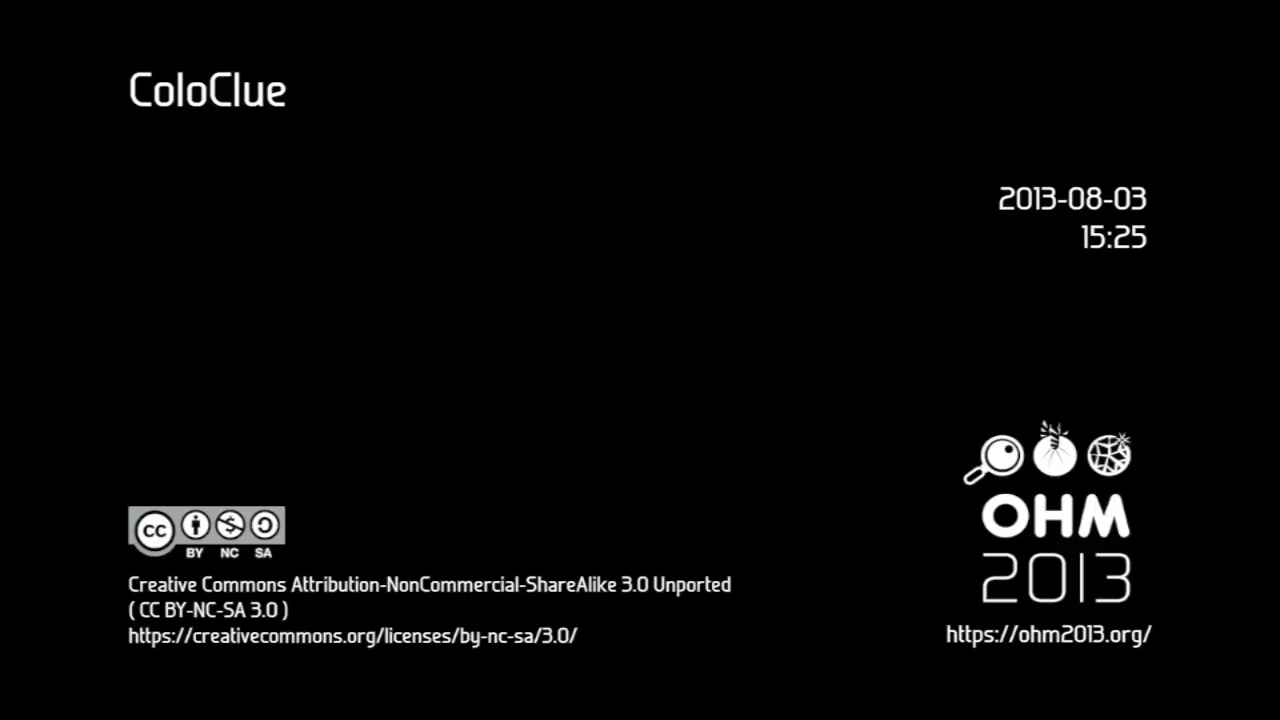 ColoClue
2013-08-03
15:25
CC
BY NC SA
Creative Commons Attribution-NonCommercial-ShareAlike 3.0 Unported
( CC BY-NC-SA 3.0 )
https://creativecommons.org/licenses/by-nc-sa/3.0/
OHM
2013
https://ohm2013.org/